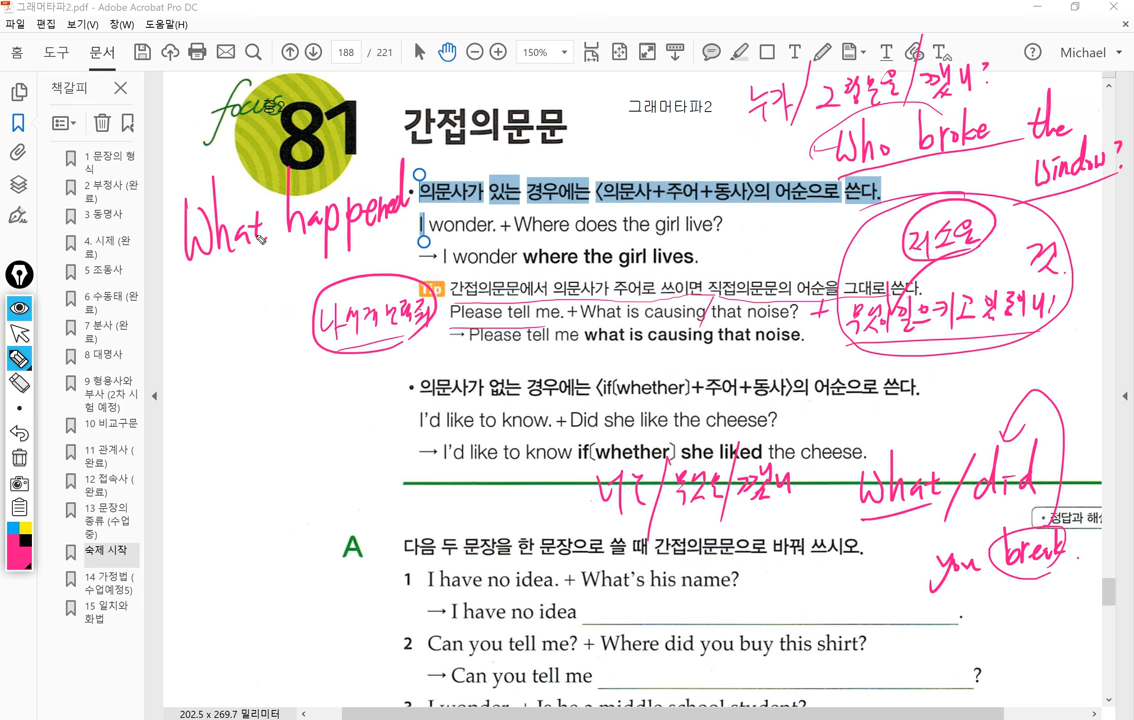 그래머타파2.pdf - Adobe Acrobat Pro DC
파일 편집 보기(V) 창(W) 도움말(H)
홈 도구 문서 188 / 221 150% Michael
책갈피
1 문장의 형식
2 부정사 (완료)
3 동명사
4. 시제 (완료)
5 조동사
6 수동태 (완료)
7 분사 (완료)
8 대명사
9 형용사와 부사 (2차 시험 예정)
10 비교구문
11 관계사 (완료)
12 접속사 (완료)
13 문장의 종류 (수업중)
숙제 시작
14 가정법 (수업예정5)
15 일치와 화법
focus
중2
81
간접의문문
그래머타파2
누가 / 그 창문을 / 깼니?
Who broke the window?
What happened
• 의문사가 있는 경우에는 〈의문사+주어+동사〉의 어순으로 쓴다.
I wonder. + Where does the girl live?
→ I wonder where the girl lives.
저 소음
것
Tip 간접의문문에서 의문사가 주어로 쓰이면 직접의문문의 어순을 그대로 쓴다.
Please tell me. + What is causing that noise?
→ Please tell me what is causing that noise.
+ 무엇이 일으키고 있
• 의문사가 없는 경우에는 〈if[whether]+주어+동사〉의 어순으로 쓴다.
I'd like to know. + Did she like the cheese?
→ I'd like to know if[whether] she liked the cheese.
너는 / 무엇을 / 깼니
What / did
you break.
• 정답과 해
A 다음 두 문장을 한 문장으로 쓸 때 간접의문문으로 바꿔 쓰시오.
1 I have no idea. + What's his name?
→ I have no idea .
2 Can you tell me? + Where did you buy this shirt?
→ Can you tell me ?
3 I wonder. + Is he a middle school student?
202.5 x 269.7 밀리미터